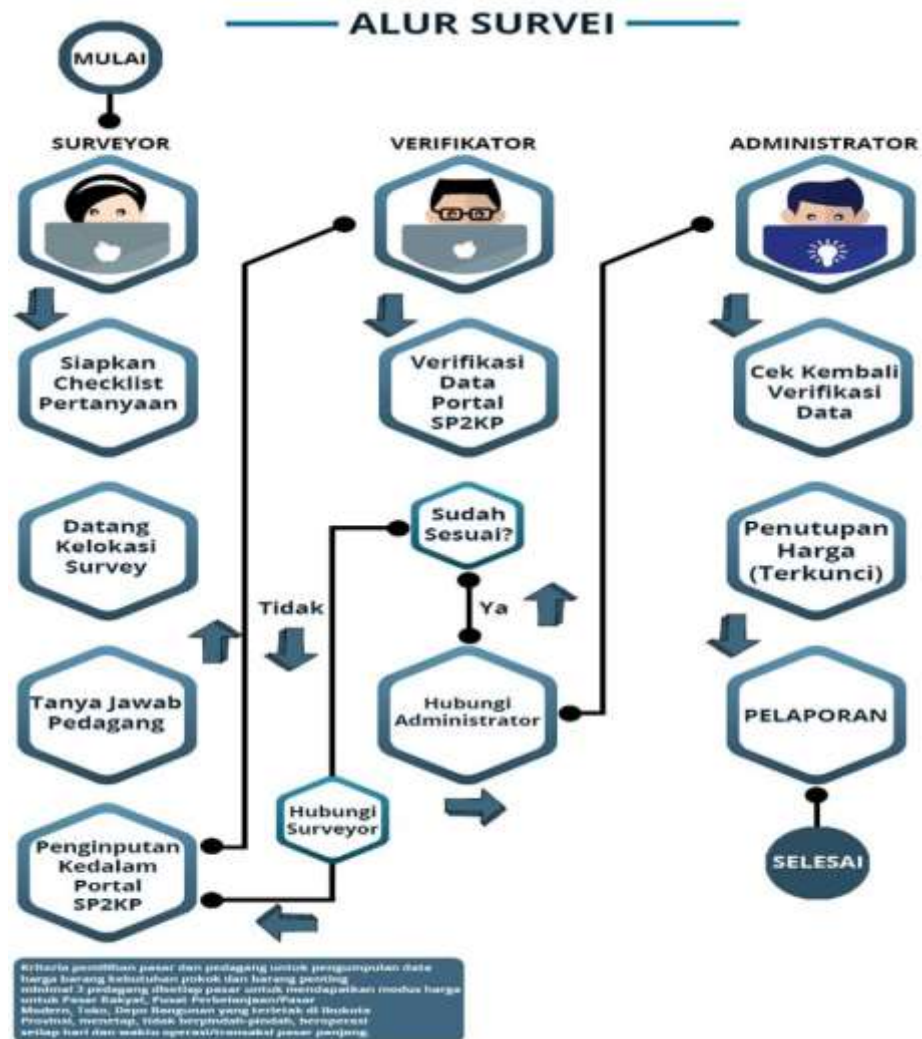 ALUR SURVEI
MULAI
SURVEYOR
Siapkan
Checklist
Pertanyaan
Datang
Kelokasi
Survey
Tanya Jawab
Pedagang
Penginputan
Kedalam
Portal
SP2KP
VERIFIKATOR
Verifikasi
Data
Portal
SP2KP
Sudah
Sesuai?
Tidak
Ya
Hubungi
Surveyor
Hubungi
Administrator
ADMINISTRATOR
Cek Kembali
Verifikasi
Data
Penutupan
Harga
(Terkunci)
PELAPORAN
SELESAI
Kriteria pemilihan pasar dan pedagang untuk pengumpulan data
harga barang kebutuhan pokok dan barang penting
minimal 3 pedagang disetiap pasar untuk mendapatkan modus harga
untuk Pasar Rakyat, Pusat Perbelanjaan/Pasar
Modern, Toko, Depo Bangunan yang terletak di Ibukota
Provinsi, menetap, tidak berpindah-pindah, beroperasi
setiap hari dan waktu operasi/transaksi pasar panjang.